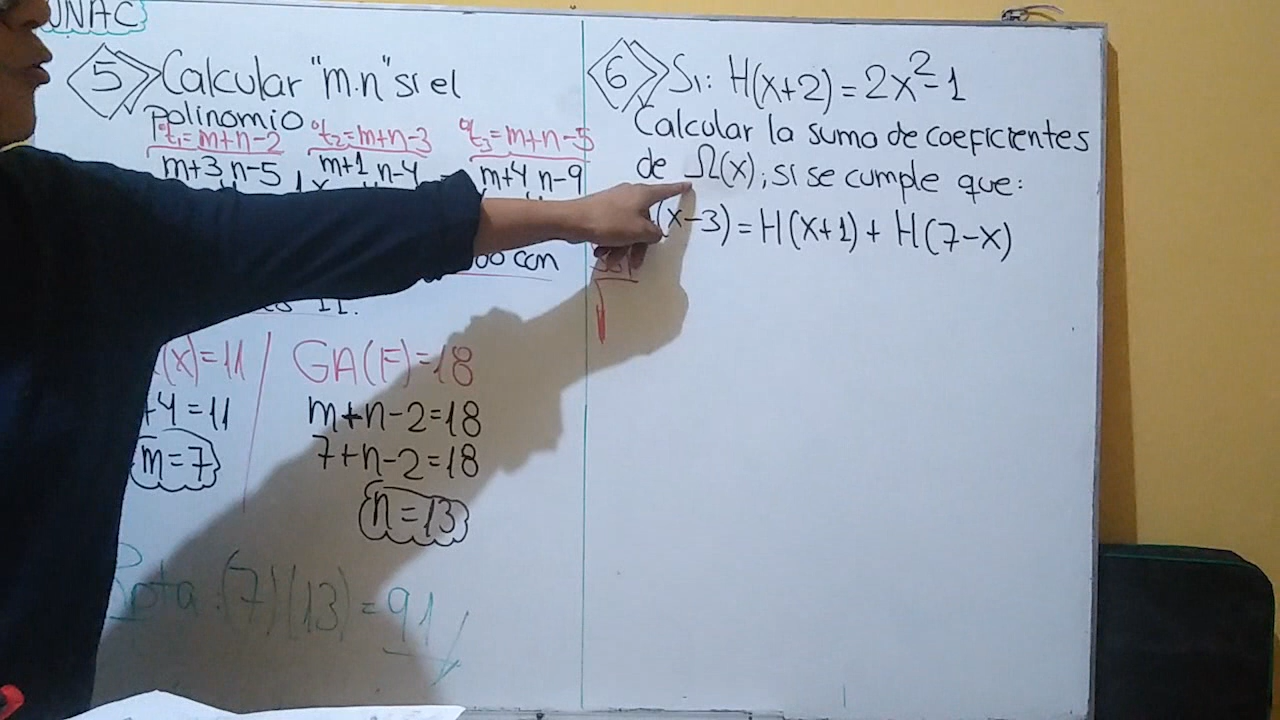 UNAC
5 Calcular "m.n" si el
polinomio
t₁=m+n-2 t₂=m+n-3 t₃=m+n-5
m+3 n-5 m+1 n-4 m+4 n-9
con
11.
(x)=11 GA(F)=18
+4=11 m+n-2=18
m=7 7+n-2=18
n=13
Rpta. (7)(13)=91
6 Si: H(x+2)=2x²-1
Calcular la suma de coeficientes
de Ω(x); si se cumple que:
(x-3)=H(x+1)+H(7-x)